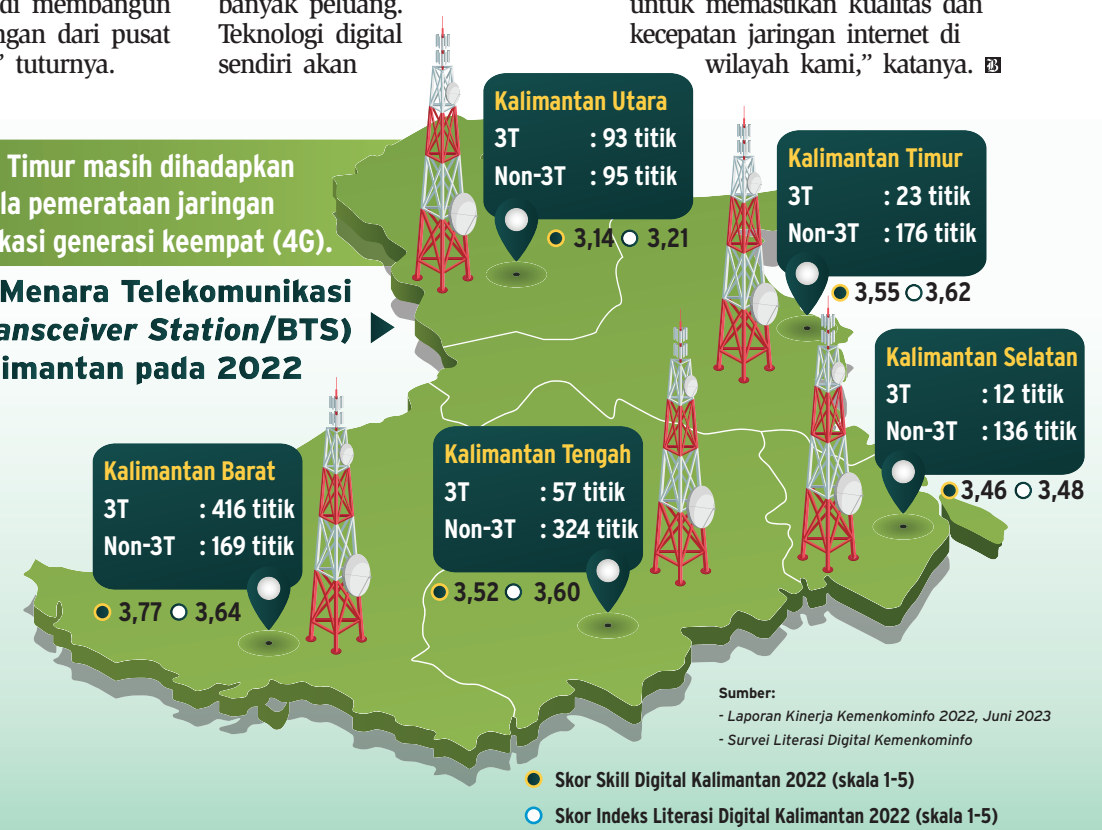 di membangun
dari pusat
tuturnya.
banyak peluang.
Teknologi digital
sendiri akan
untuk memastikan kualitas dan
kecepatan jaringan internet di
wilayah kami,” katanya.
Timur masih dihadapkan
pemerataan jaringan
generasi keempat (4G).
Menara Telekomunikasi
Station/BTS)
pada 2022
Kalimantan Utara
3T : 93 titik
Non-3T : 95 titik
3,14 3,21
Kalimantan Timur
3T : 23 titik
Non-3T : 176 titik
3,55 3,62
Kalimantan Selatan
3T : 12 titik
Non-3T : 136 titik
3,46 3,48
Kalimantan Barat
3T : 416 titik
Non-3T : 169 titik
3,77 3,64
Kalimantan Tengah
3T : 57 titik
Non-3T : 324 titik
3,52 3,60
Sumber:
- Laporan Kinerja Kemenkominfo 2022, Juni 2023
- Survei Literasi Digital Kemenkominfo
Skor Skill Digital Kalimantan 2022 (skala 1-5)
Skor Indeks Literasi Digital Kalimantan 2022 (skala 1-5)